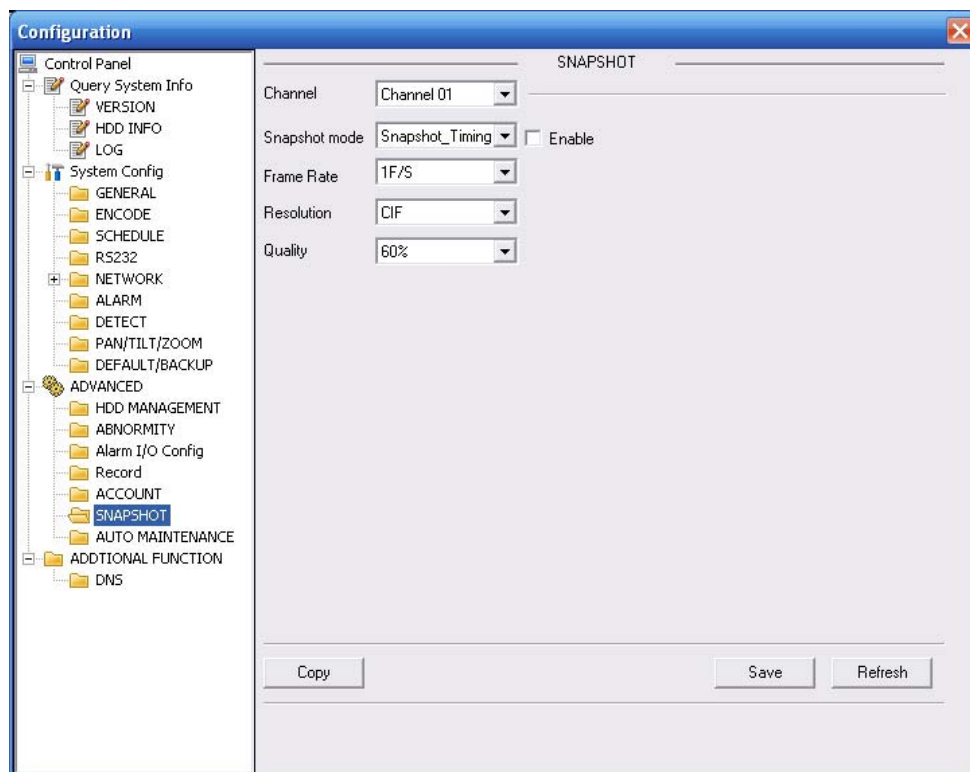 Configuration
Control Panel
Query System Info
VERSION
HDD INFO
LOG
System Config
GENERAL
ENCODE
SCHEDULE
RS232
NETWORK
ALARM
DETECT
PAN/TILT/ZOOM
DEFAULT/BACKUP
ADVANCED
HDD MANAGEMENT
ABNORMITY
Alarm I/O Config
Record
ACCOUNT
SNAPSHOT
AUTO MAINTENANCE
ADDTIONAL FUNCTION
DNS
SNAPSHOT
Channel Channel 01
Snapshot mode Snapshot_Timing Enable
Frame Rate 1F/S
Resolution CIF
Quality 60%
Copy Save Refresh